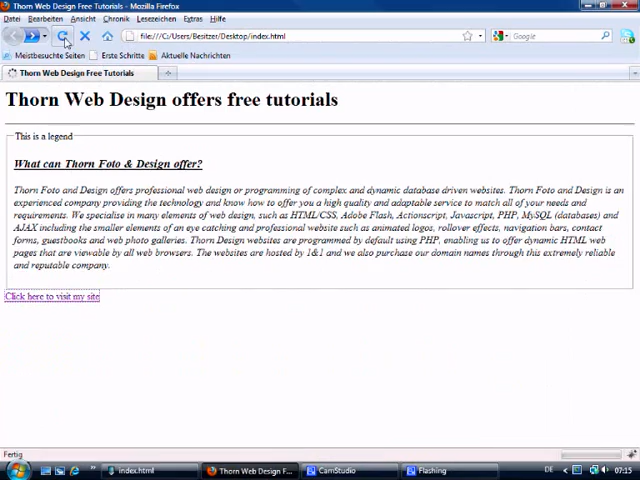 Thorn Web Design Free Tutorials - Mozilla Firefox
Datei Bearbeiten Ansicht Chronik Lesezeichen Extras Hilfe
file:///C:/Users/Besitzer/Desktop/index.html Google
Meistbesuchte Seiten Erste Schritte Aktuelle Nachrichten
Thorn Web Design Free Tutorials
Thorn Web Design offers free tutorials
This is a legend
What can Thorn Foto & Design offer?
Thorn Foto and Design offers professional web design or programming of complex and dynamic database driven websites. Thorn Foto and Design is an
experienced company providing the technology and know how to offer you a high quality and adaptable service to match all of your needs and
requirements. We specialise in many elements of web design, such as HTML/CSS, Adobe Flash, Actionscript, Javascript, PHP, MySQL (databases) and
AJAX including the smaller elements of an eye catching and professional website such as animated logos, rollover effects, navigation bars, contact
forms, guestbooks and web photo galleries. Thorn Design websites are programmed by default using PHP, enabling us to offer dynamic HTML web
pages that are viewable by all web browsers. The websites are hosted by 1&1 and we also purchase our domain names through this extremely reliable
and reputable company.
Click here to visit my site
Fertig
index.html Thorn Web Design F... CamStudio Flashing DE 07:15